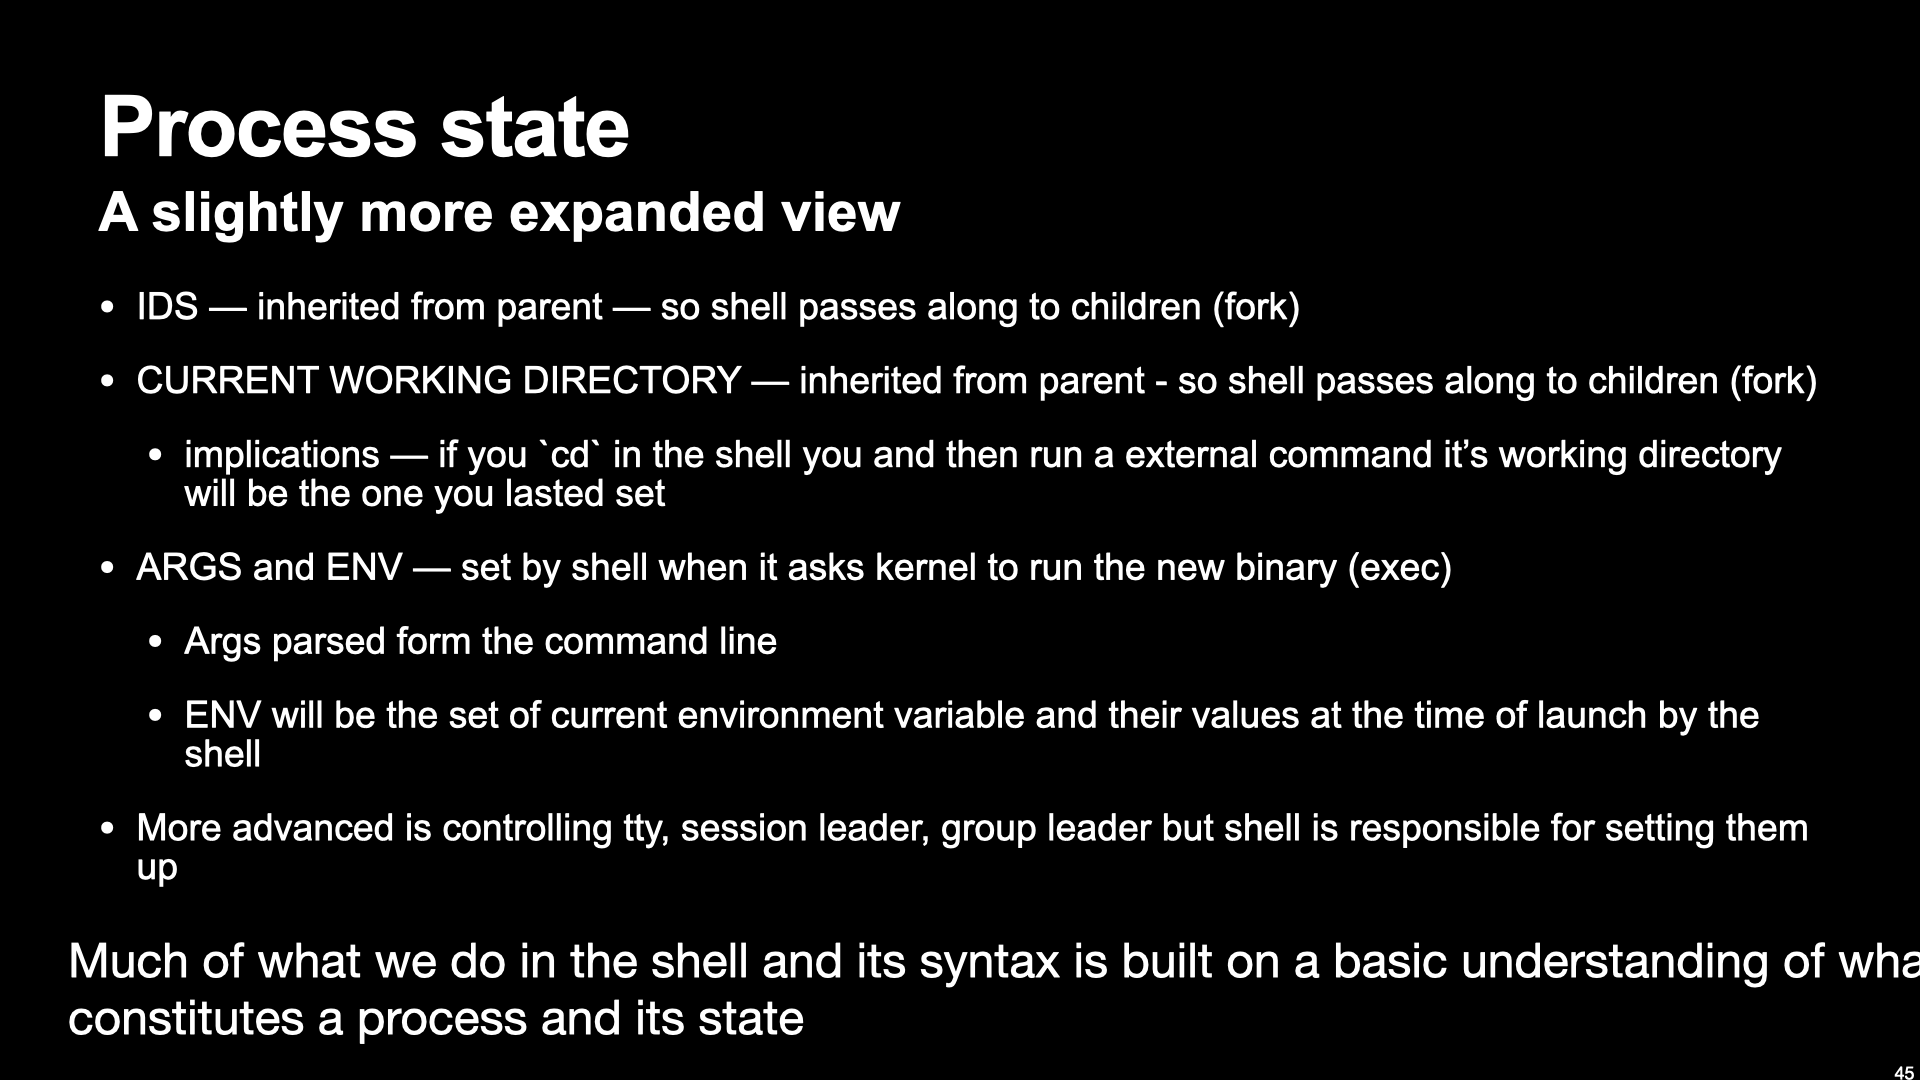 Process state
A slightly more expanded view
• IDS — inherited from parent — so shell passes along to children (fork)
• CURRENT WORKING DIRECTORY — inherited from parent - so shell passes along to children (fork)
• implications — if you `cd` in the shell you and then run a external command it’s working directory
will be the one you lasted set
• ARGS and ENV — set by shell when it asks kernel to run the new binary (exec)
• Args parsed form the command line
• ENV will be the set of current environment variable and their values at the time of launch by the
shell
• More advanced is controlling tty, session leader, group leader but shell is responsible for setting them
up
Much of what we do in the shell and its syntax is built on a basic understanding of wha
constitutes a process and its state
45